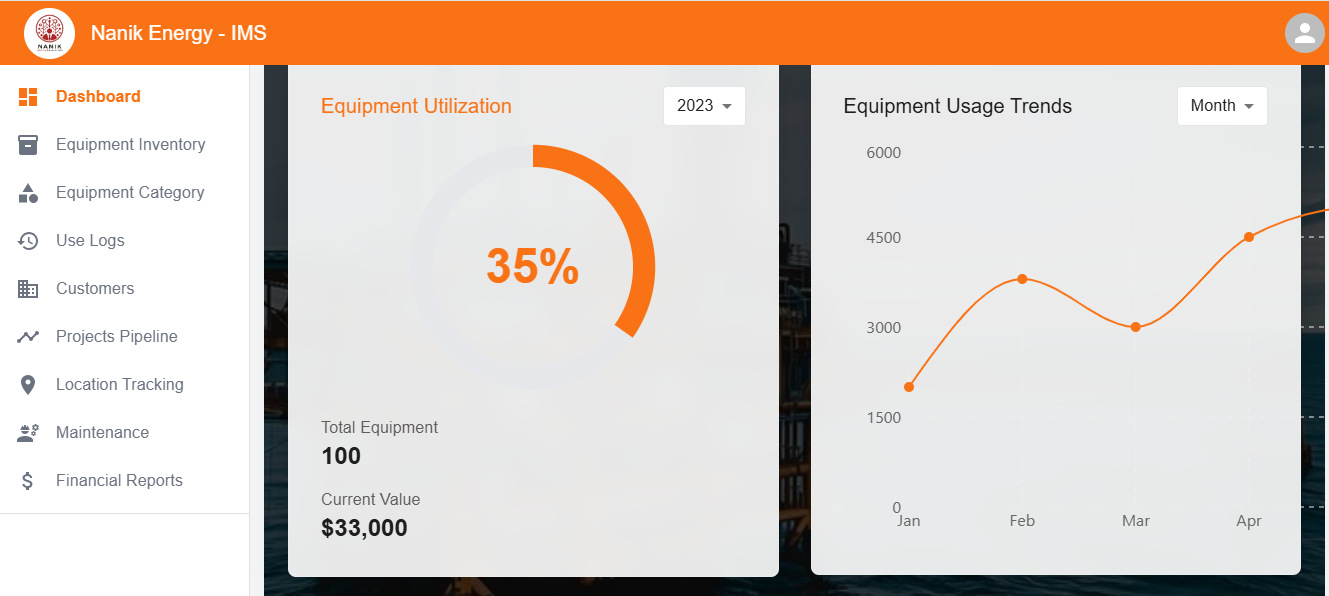 NANIK
Nanik Energy - IMS
Dashboard
Equipment Inventory
Equipment Category
Use Logs
Customers
Projects Pipeline
Location Tracking
Maintenance
Financial Reports
Equipment Utilization
2023
35%
Total Equipment
100
Current Value
$33,000
Equipment Usage Trends
Month
6000
4500
3000
1500
0
Jan
Feb
Mar
Apr